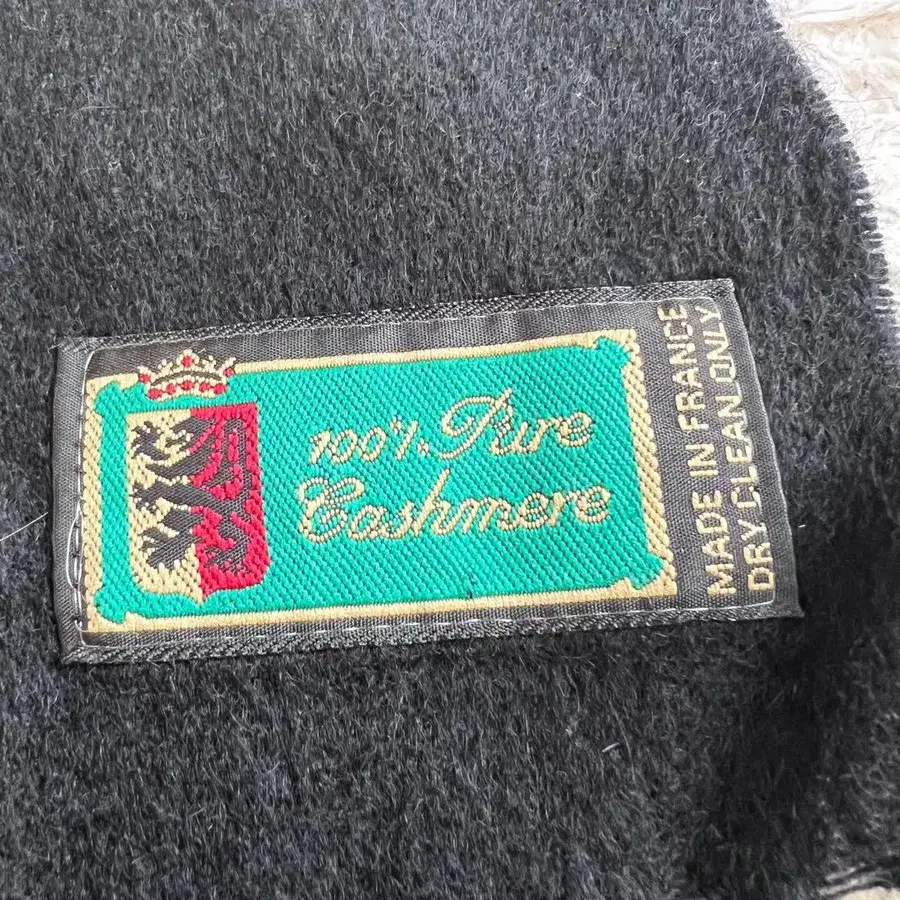 100% Pure
Cashmere
MADE IN FRANCE
DRY CLEAN ONLY